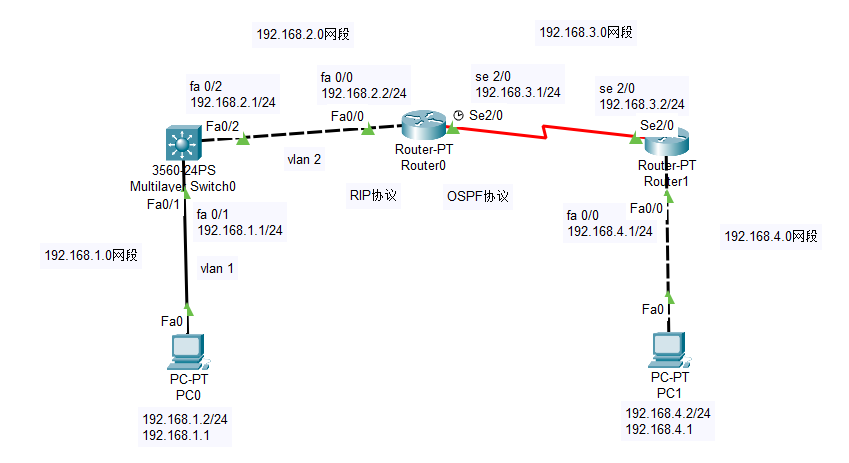 192.168.2.0网段
192.168.3.0网段
fa 0/2
192.168.2.1/24
fa 0/0
192.168.2.2/24
se 2/0
192.168.3.1/24
se 2/0
192.168.3.2/24
Fa0/2
Fa0/0
Se2/0
Se2/0
3560-24PS
Multilayer Switch0
vlan 2
Router-PT
Router0
Router-PT
Router1
RIP协议
OSPF协议
Fa0/1
fa 0/1
192.168.1.1/24
fa 0/0
192.168.4.1/24
Fa0/0
192.168.1.0网段
192.168.4.0网段
vlan 1
Fa0
Fa0
PC-PT
PC0
PC-PT
PC1
192.168.1.2/24
192.168.1.1
192.168.4.2/24
192.168.4.1